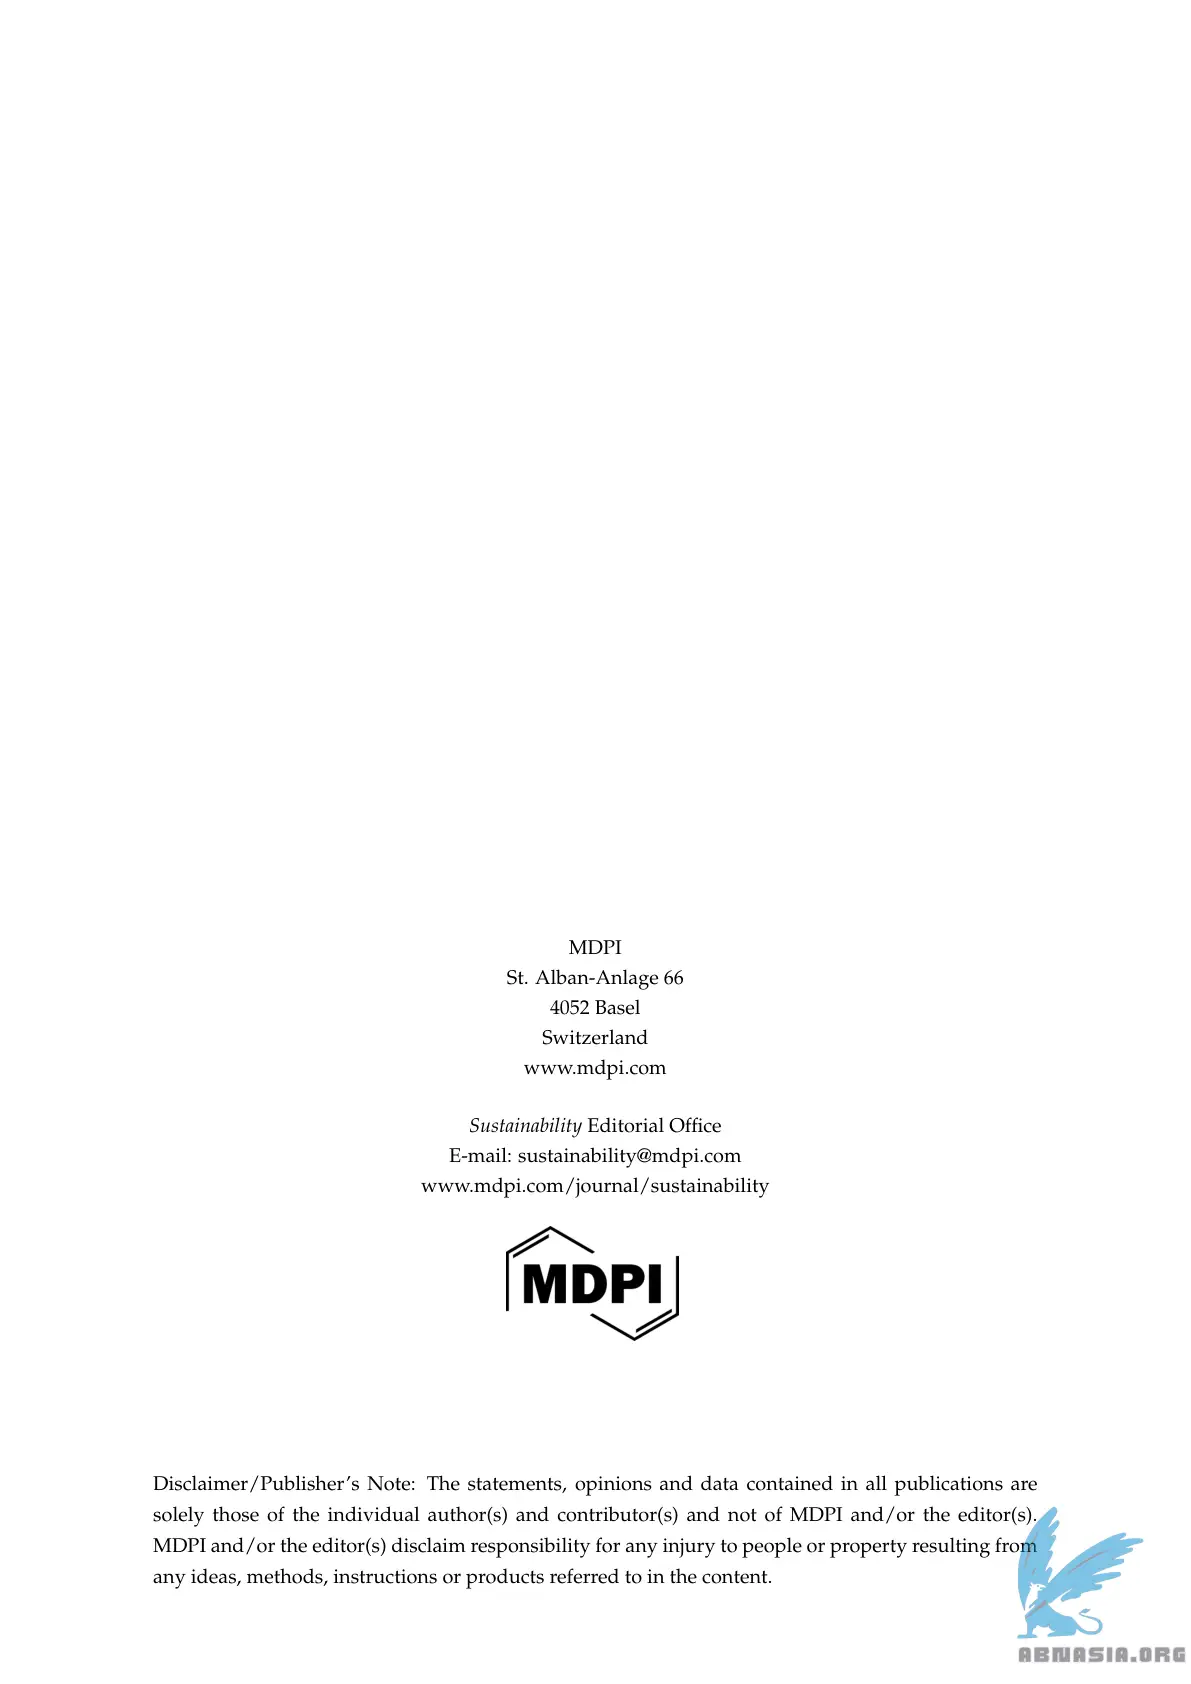 MDPI
St. Alban-Anlage 66
4052 Basel
Switzerland
www.mdpi.com
Sustainability Editorial Office
E-mail: sustainability@mdpi.com
www.mdpi.com/journal/sustainability
MDPI
Disclaimer/Publisher’s Note: The statements, opinions and data contained in all publications are
solely those of the individual author(s) and contributor(s) and not of MDPI and/or the editor(s).
MDPI and/or the editor(s) disclaim responsibility for any injury to people or property resulting from
any ideas, methods, instructions or products referred to in the content.
ABNASIA.ORG